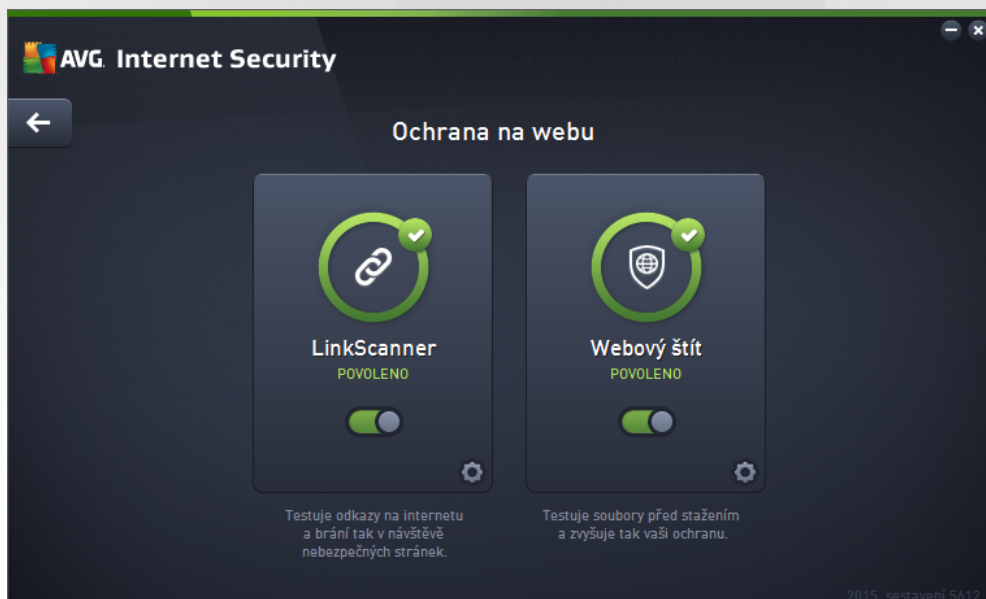 AVG. Internet Security
Ochrana na webu
LinkScanner
POVOLENO
Testuje odkazy na internetu
a brání tak v návštěvě
nebezpečných stránek.
Webový štít
POVOLENO
Testuje soubory před stažením
a zvyšuje tak vaši ochranu.
2015, sestavení 5612